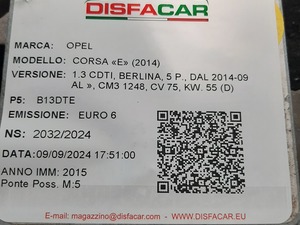 DISFACAR
MARCA: OPEL
MODELLO: CORSA «E» (2014)
VERSIONE: 1.3 CDTI, BERLINA, 5 P., DAL 2014-09
AL », CM3 1248, CV 75, KW. 55 (D)
P5: B13DTE
EMISSIONE: EURO 6
NS: 2032/2024
DATA:09/09/2024 17:51:00
ANNO IMM: 2015
Ponte Poss. M:5
E-mail: magazzino@disfacar.com - WWW.DISFACAR.EU